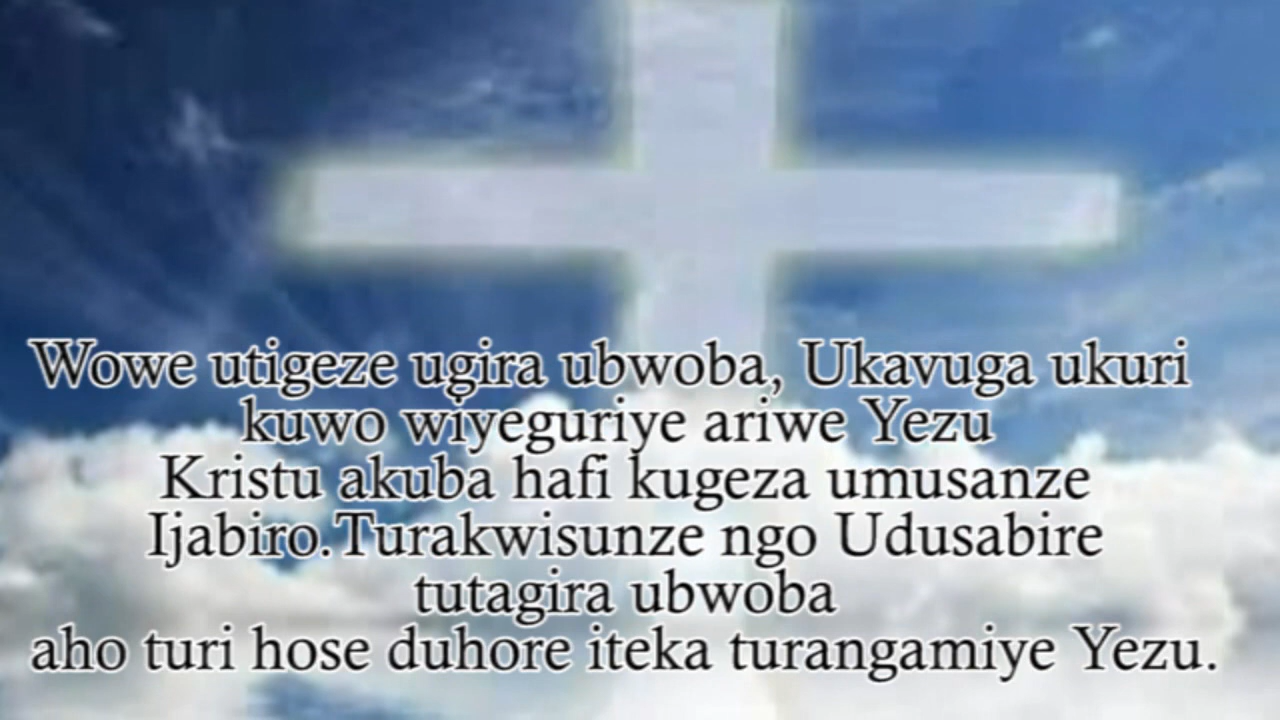 Wowe utigeze ugira ubwoba, Ukavuga ukuri
kuwo wiyeguriye ariwe Yezu
Kristu akuba hafi kugeza umusanze
Ijabiro.Turakwisunze ngo Udusabire
tutagira ubwoba
aho turi hose duhore iteka turangamiye Yezu.